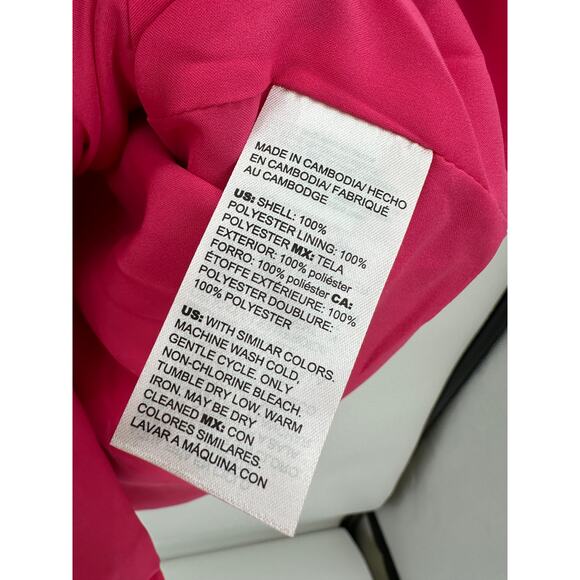 MADE IN CAMBODIA/ HECHO
EN CAMBODIA/ FABRIQUÉ
AU CAMBODGE
US: SHELL: 100%
POLYESTER LINING: 100%
POLYESTER MX: TELA
EXTERIOR: 100% poliéster
FORRO: 100% poliéster CA:
ÉTOFFE EXTÉRIEURE: 100%
POLYESTER DOUBLURE:
100% POLYESTER
US: WITH SIMILAR COLORS.
MACHINE WASH COLD,
GENTLE CYCLE. ONLY
NON-CHLORINE BLEACH.
TUMBLE DRY LOW. WARM
IRON. MAY BE DRY
CLEANED MX: CON
COLORES SIMILARES.
LAVAR A MÁQUINA CON